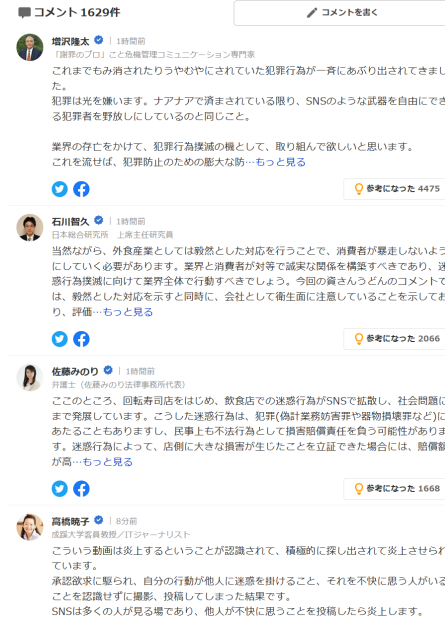 コメント 1629件
コメントを書く
増沢隆太 | 1時間前
「謝罪のプロ」こと危機管理コミュニケーション専門家
これまでもみ消されたりうやむやにされていた犯罪行為が一斉にあぶり出されてきまし
た。
犯罪は光を嫌います。ナアナアで済まされている限り、SNSのような武器を自由にでき
る犯罪者を野放しにしているのと同じこと。
業界の存亡をかけて、犯罪行為撲滅の機として、取り組んで欲しいと思います。
これを流せば、犯罪防止のための膨大な防…もっと見る
参考になった 4475
石川智久 | 1時間前
日本総合研究所 上席主任研究員
当然ながら、外食産業としては毅然とした対応を行うことで、消費者が暴走しないよう
にしていく必要があります。業界と消費者が対等で誠実な関係を構築すべきであり、迷
惑行為撲滅に向けて業界全体で行動すべきでしょう。今回の資さんうどんのコメントで
は、毅然とした対応を示すと同時に、会社として衛生面に注意していることを示してお
り、評価…もっと見る
参考になった 2066
佐藤みのり | 1時間前
弁護士（佐藤みのり法律事務所代表）
ここのところ、回転寿司店をはじめ、飲食店での迷惑行為がSNSで拡散し、社会問題に
まで発展しています。こうした迷惑行為は、犯罪(偽計業務妨害罪や器物損壊罪など)に
あたることもありますし、民事上も不法行為として損害賠償責任を負う可能性がありま
す。迷惑行為によって、店側に大きな損害が生じたことを立証できた場合には、賠償額
が高…もっと見る
参考になった 1668
高橋暁子 | 8分前
成蹊大学客員教授／ITジャーナリスト
こういう動画は炎上するということが認識されて、積極的に探し出されて炎上させられ
ています。
承認欲求に駆られ、自分の行動が他人に迷惑を掛けること、それを不快に思う人がいる
ことを認識せずに撮影、投稿してしまった結果です。
SNSは多くの人が見る場であり、他人が不快に思うことを投稿したら炎上します。